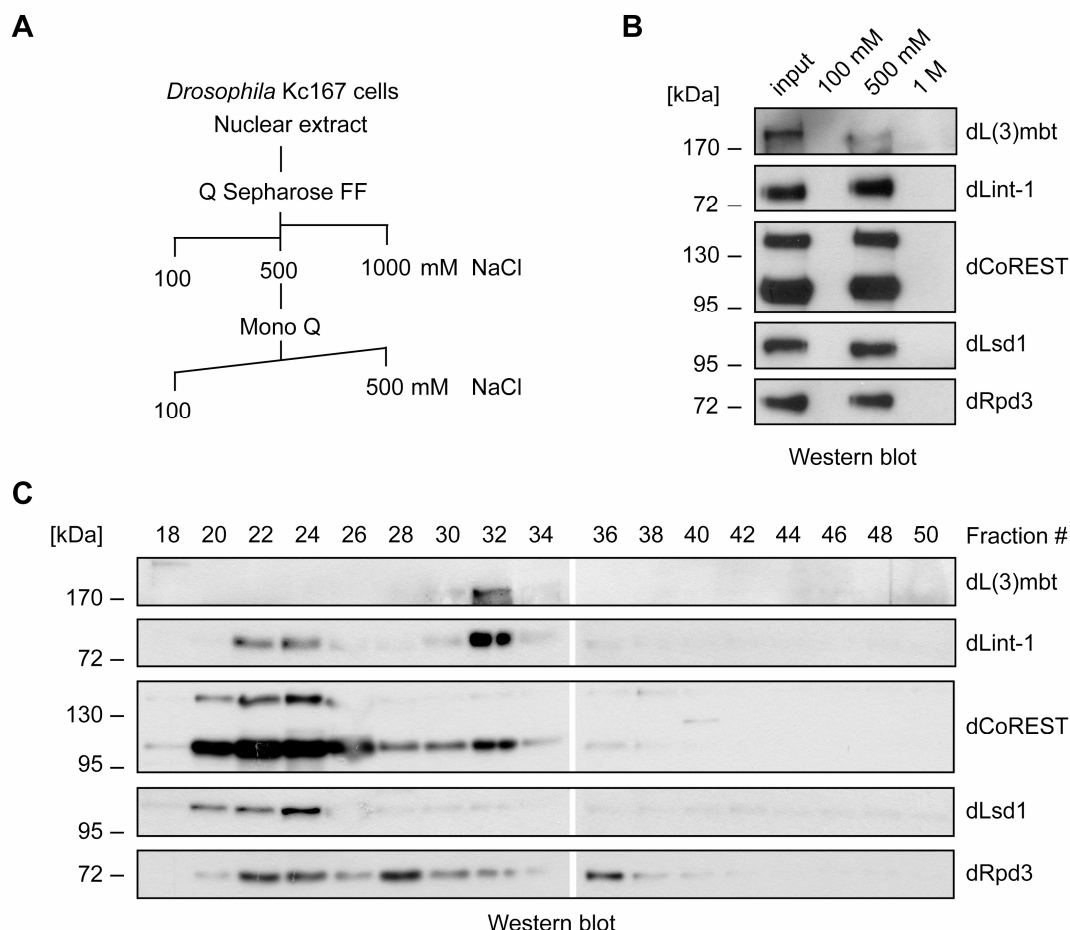 A
Drosophila Kc167 cells
Nuclear extract
Q Sepharose FF
100
500
1000 mM NaCl
Mono Q
100
500 mM NaCl
B
[kDa]
input
100 mM
500 mM
1 M
170
dL(3)mbt
72
dLint-1
130
95
dCoREST
95
dLsd1
72
dRpd3
Western blot
C
[kDa]
18 20 22 24 26 28 30 32 34 36 38 40 42 44 46 48 50 Fraction #
170
dL(3)mbt
72
dLint-1
130
95
dCoREST
95
dLsd1
72
dRpd3
Western blot